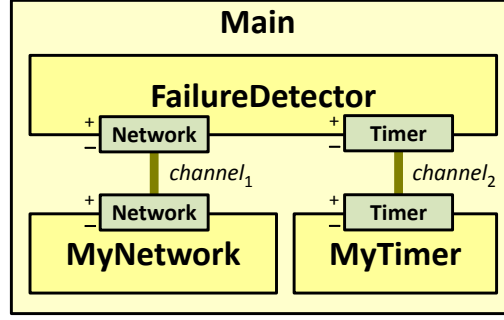 Main
FailureDetector
+ Network + Timer
− −
channel₁ channel₂
+ Network + Timer
− −
MyNetwork MyTimer